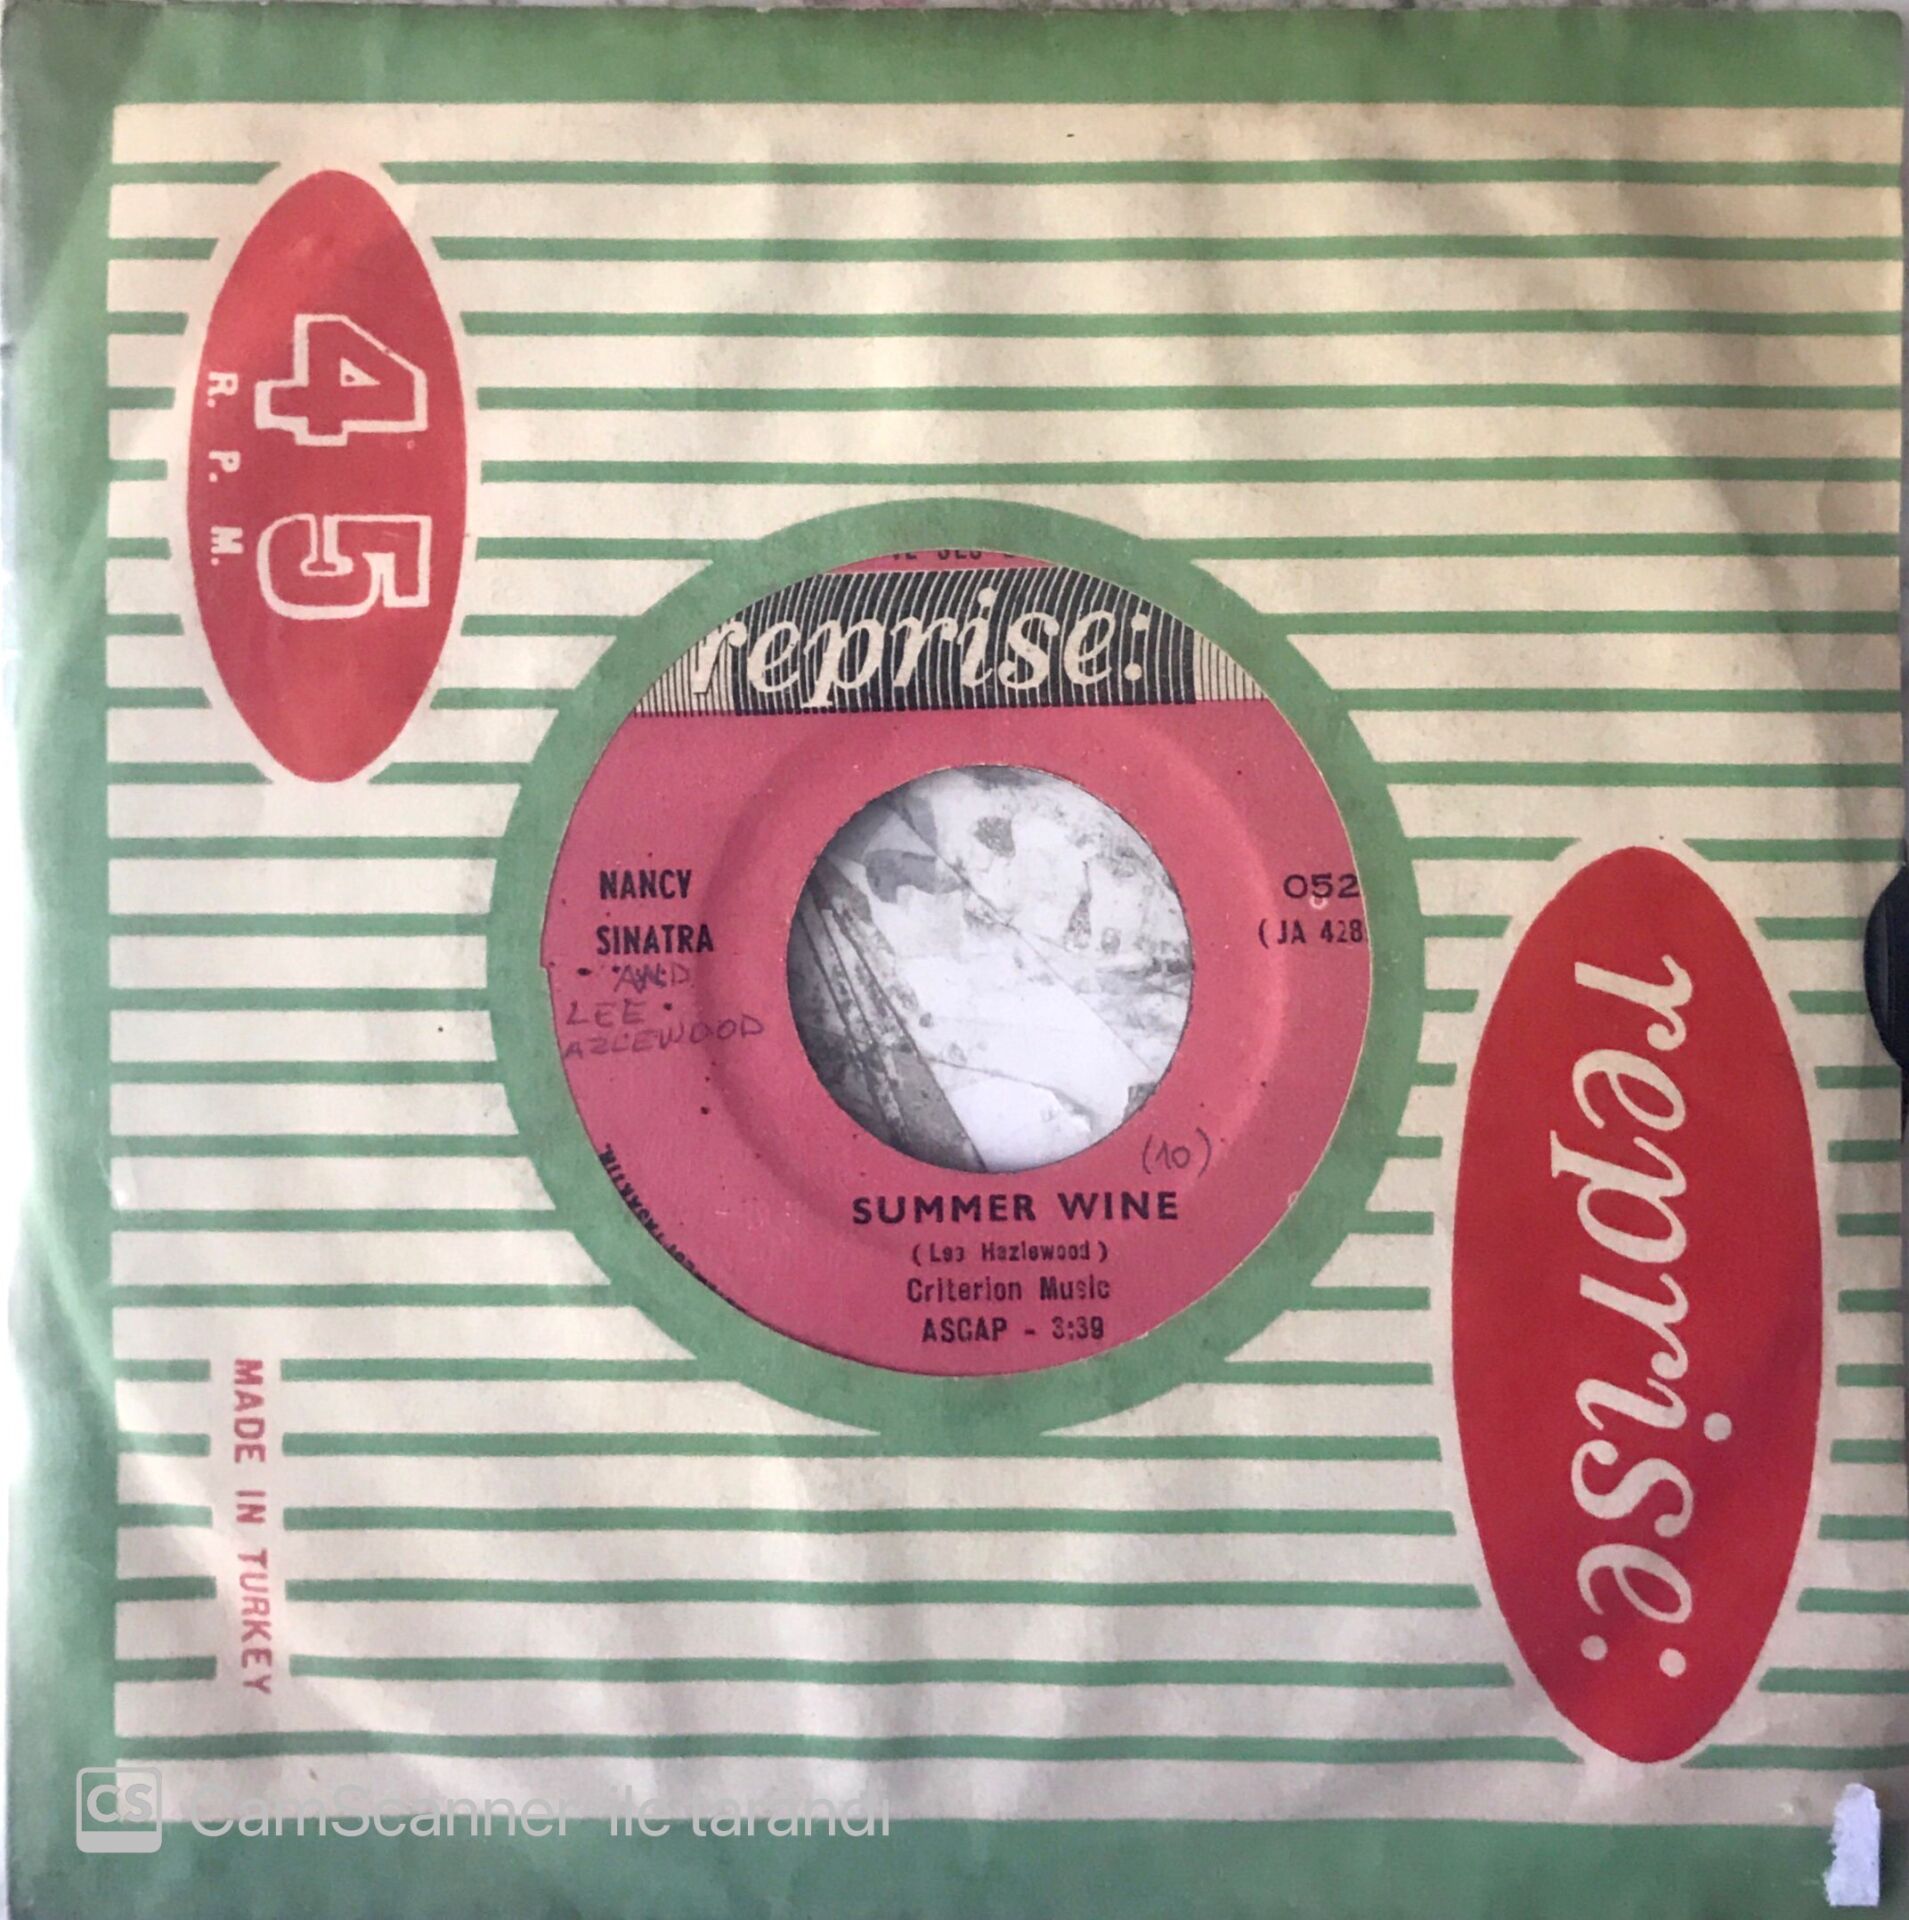 45
R. P. M.
reprise:
NANCY
SINATRA
AND
LEE
AZLEWOOD
052
(JA 428
(10)
SUMMER WINE
(Lee Hazlewood)
Criterion Music
ASCAP - 3:39
reprise:
MADE IN TURKEY
CS CamScanner ile tarandı